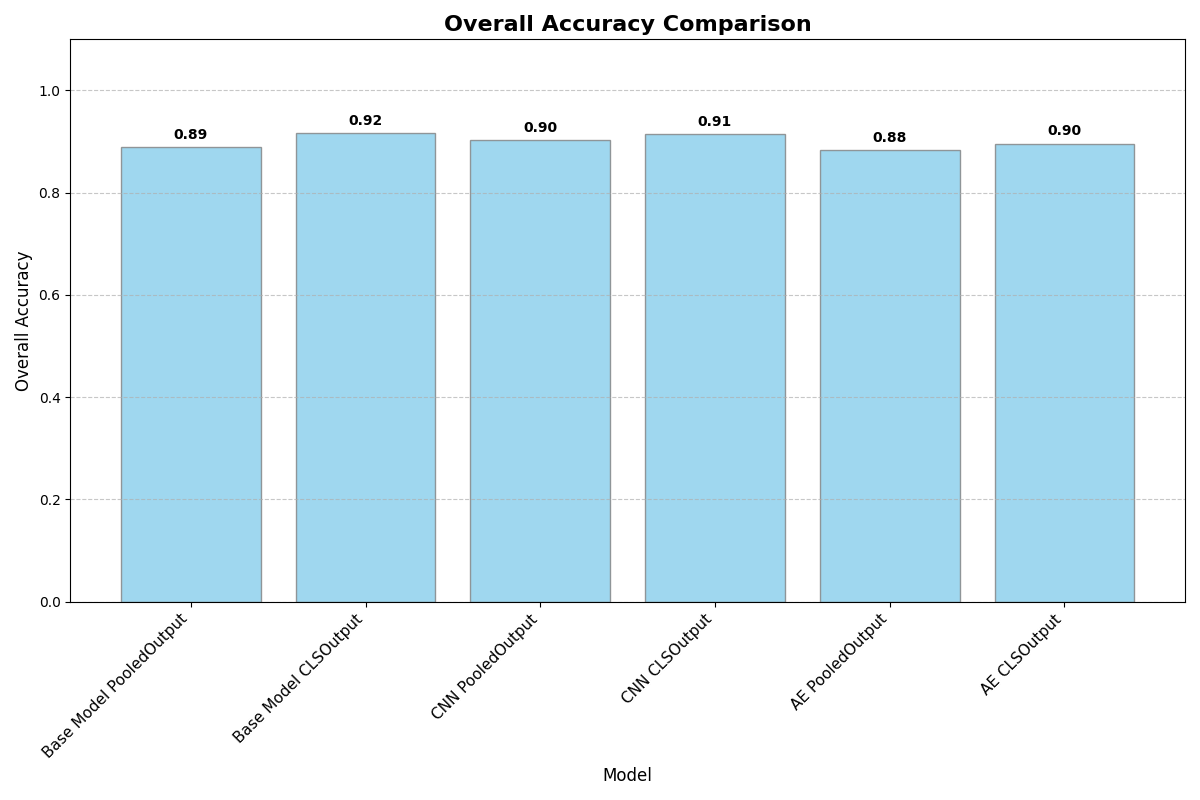 Overall Accuracy Comparison
Overall Accuracy
1.0
0.8
0.6
0.4
0.2
0.0
0.89
0.92
0.90
0.91
0.88
0.90
Base Model PooledOutput
Base Model CLSOutput
CNN PooledOutput
CNN CLSOutput
AE PooledOutput
AE CLSOutput
Model